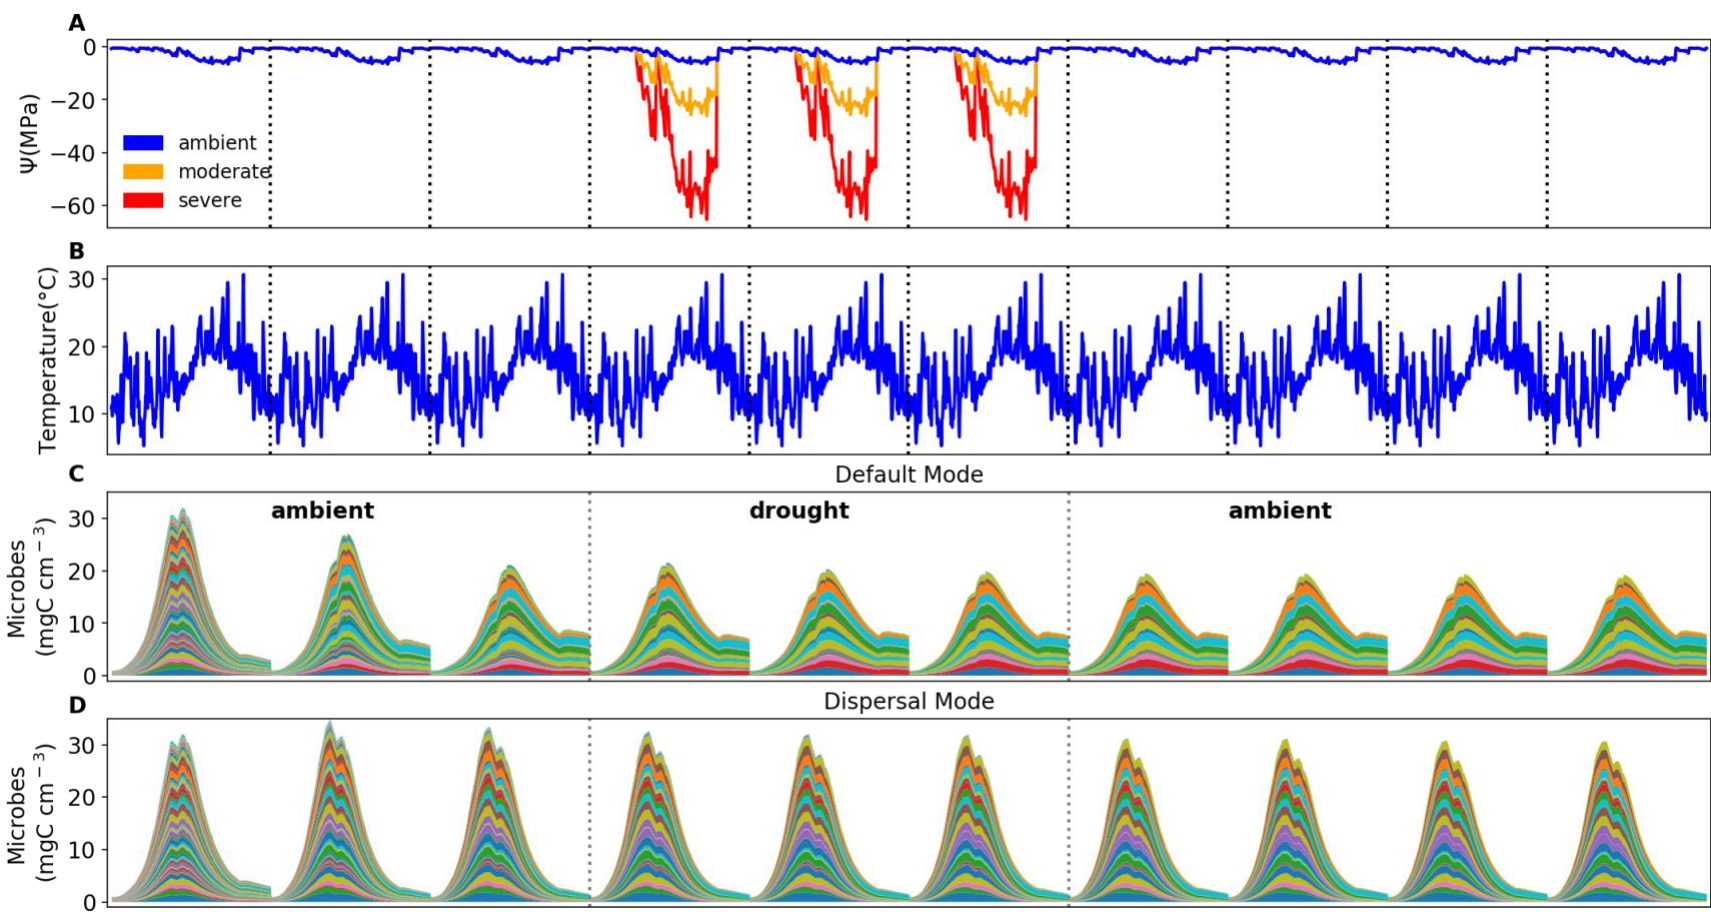 A
0
−20
−40
−60
Ψ(MPa)
ambient
moderate
severe
B
30
20
10
Temperature(°C)
Default Mode
C
ambient
drought
ambient
30
20
10
0
Microbes
(mgC cm⁻³)
Dispersal Mode
D
30
20
10
0
Microbes
(mgC cm⁻³)